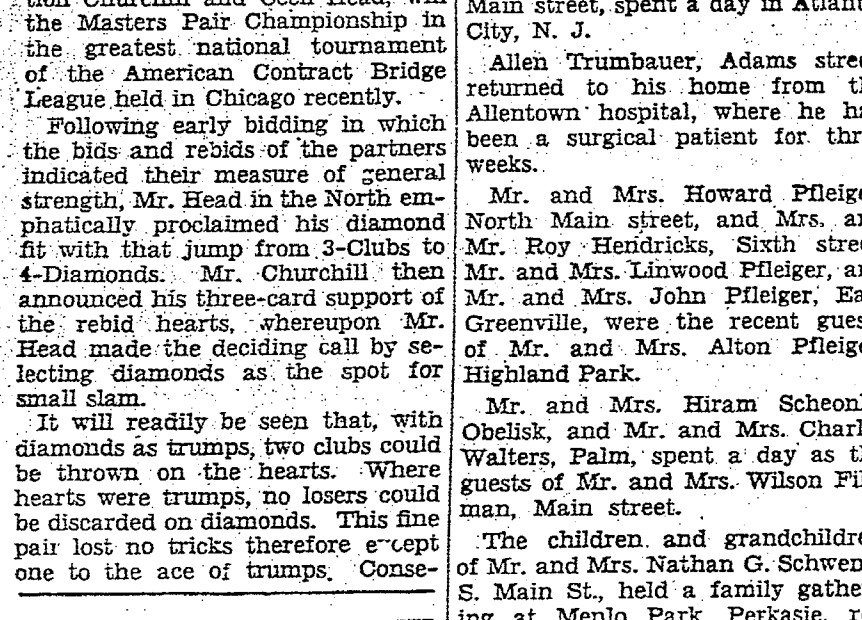 the Masters Pair Championship in
the greatest national tournament
of the American Contract Bridge
League held in Chicago recently.
Following early bidding in which
the bids and rebids of the partners
indicated their measure of general
strength, Mr. Head in the North em-
phatically proclaimed his diamond
fit with that jump from 3-Clubs to
4-Diamonds. Mr. Churchill then
announced his three-card support of
the rebid hearts, whereupon Mr.
Head made the deciding call by se-
lecting diamonds as the spot for
small slam.
It will readily be seen that, with
diamonds as trumps, two clubs could
be thrown on the hearts. Where
hearts were trumps, no losers could
be discarded on diamonds. This fine
pair lost no tricks therefore except
one to the ace of trumps. Conse-
Main street, spent a day in Atlant
City, N. J.
Allen Trumbauer, Adams stree
returned to his home from th
Allentown hospital, where he ha
been a surgical patient for thre
weeks.
Mr. and Mrs. Howard Pfleige
North Main street, and Mrs. an
Mr. Roy Hendricks, Sixth stree
Mr. and Mrs. Linwood Pfleiger, an
Mr. and Mrs. John Pfleiger, Ea
Greenville, were the recent gues
of Mr. and Mrs. Alton Pfleige
Highland Park.
Mr. and Mrs. Hiram Scheonl
Obelisk, and Mr. and Mrs. Charl
Walters, Palm, spent a day as th
guests of Mr. and Mrs. Wilson Fil
man, Main street.
The children and grandchildre
of Mr. and Mrs. Nathan G. Schwen
S. Main St., held a family gathe
ing at Menlo Park, Perkasie, r